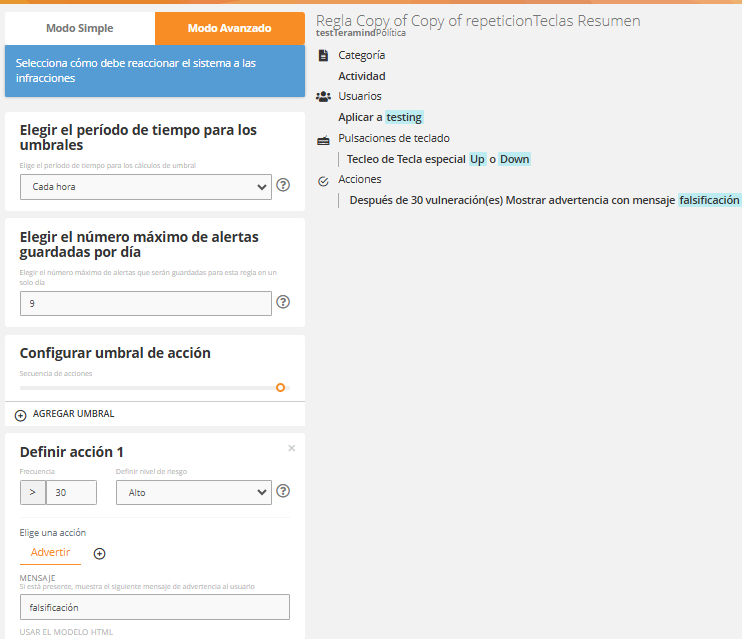 Modo Simple
Modo Avanzado
Selecciona cómo debe reaccionar el sistema a las
infracciones
Elegir el período de tiempo para los
umbrales
Elige el período de tiempo para los cálculos de umbral
Cada hora
?
Elegir el número máximo de alertas
guardadas por día
Elegir el número máximo de alertas que serán guardadas para esta regla en un
solo día
9
?
Configurar umbral de acción
Secuencia de acciones
AGREGAR UMBRAL
Definir acción 1
×
Frecuencia
Definir nivel de riesgo
> 30
Alto
?
Elige una acción
Advertir
MENSAJE
Si está presente, muestra el siguiente mensaje de advertencia al usuario
falsificación
USAR EL MODELO HTML
Regla Copy of Copy of repeticionTeclas Resumen
testTeramindPolítica
Categoría
Actividad
Usuarios
Aplicar a testing
Pulsaciones de teclado
Tecleo de Tecla especial Up o Down
Acciones
Después de 30 vulneración(es) Mostrar advertencia con mensaje falsificación